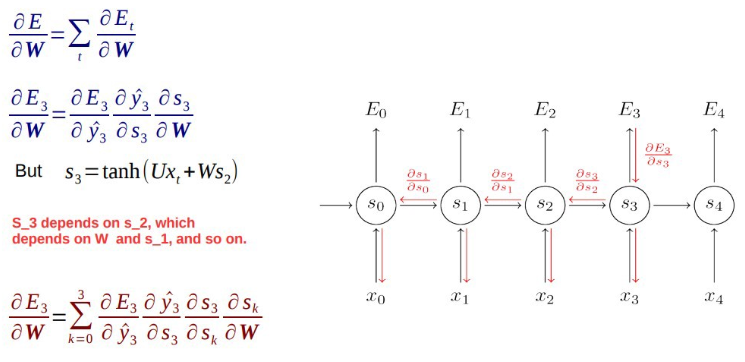 ∂E/∂W = ∑_t ∂E_t/∂W
∂E_3/∂W = ∂E_3/∂ŷ_3 ∂ŷ_3/∂s_3 ∂s_3/∂W
But s_3 = tanh(Ux_t + Ws_2)
S_3 depends on s_2, which
depends on W and s_1, and so on.
∂E_3/∂W = ∑_{k=0}^{3} ∂E_3/∂ŷ_3 ∂ŷ_3/∂s_3 ∂s_3/∂s_k ∂s_k/∂W
E_0 E_1 E_2 E_3 E_4
∂E_3/∂s_3
∂s_1/∂s_0 ∂s_2/∂s_1 ∂s_3/∂s_2
s_0 s_1 s_2 s_3 s_4
x_0 x_1 x_2 x_3 x_4